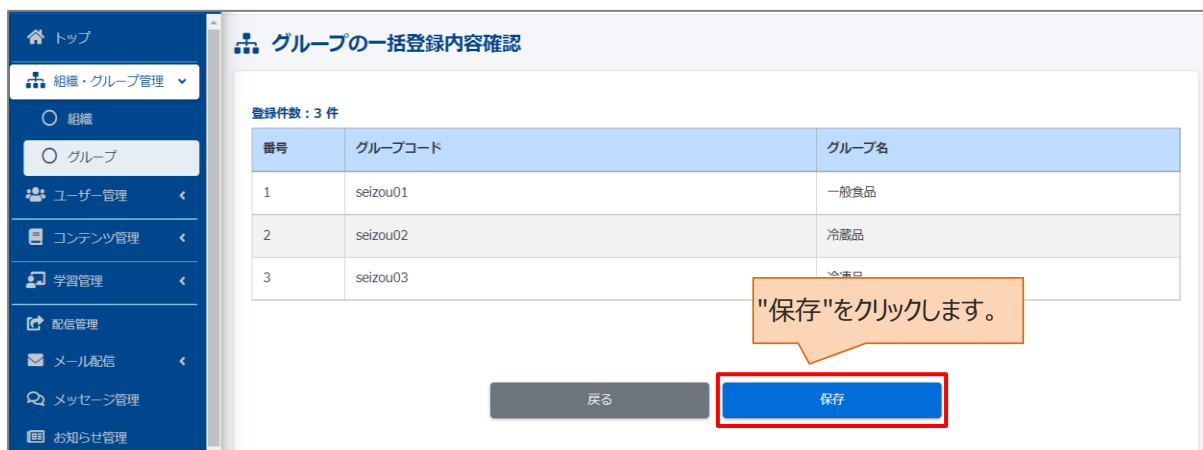 トップ
組織・グループ管理
組織
グループ
ユーザー管理
コンテンツ管理
学習管理
配信管理
メール配信
メッセージ管理
お知らせ管理
グループの一括登録内容確認
登録件数：3 件
番号 グループコード グループ名
1 seizou01 一般食品
2 seizou02 冷蔵品
3 seizou03
"保存"をクリックします。
戻る 保存